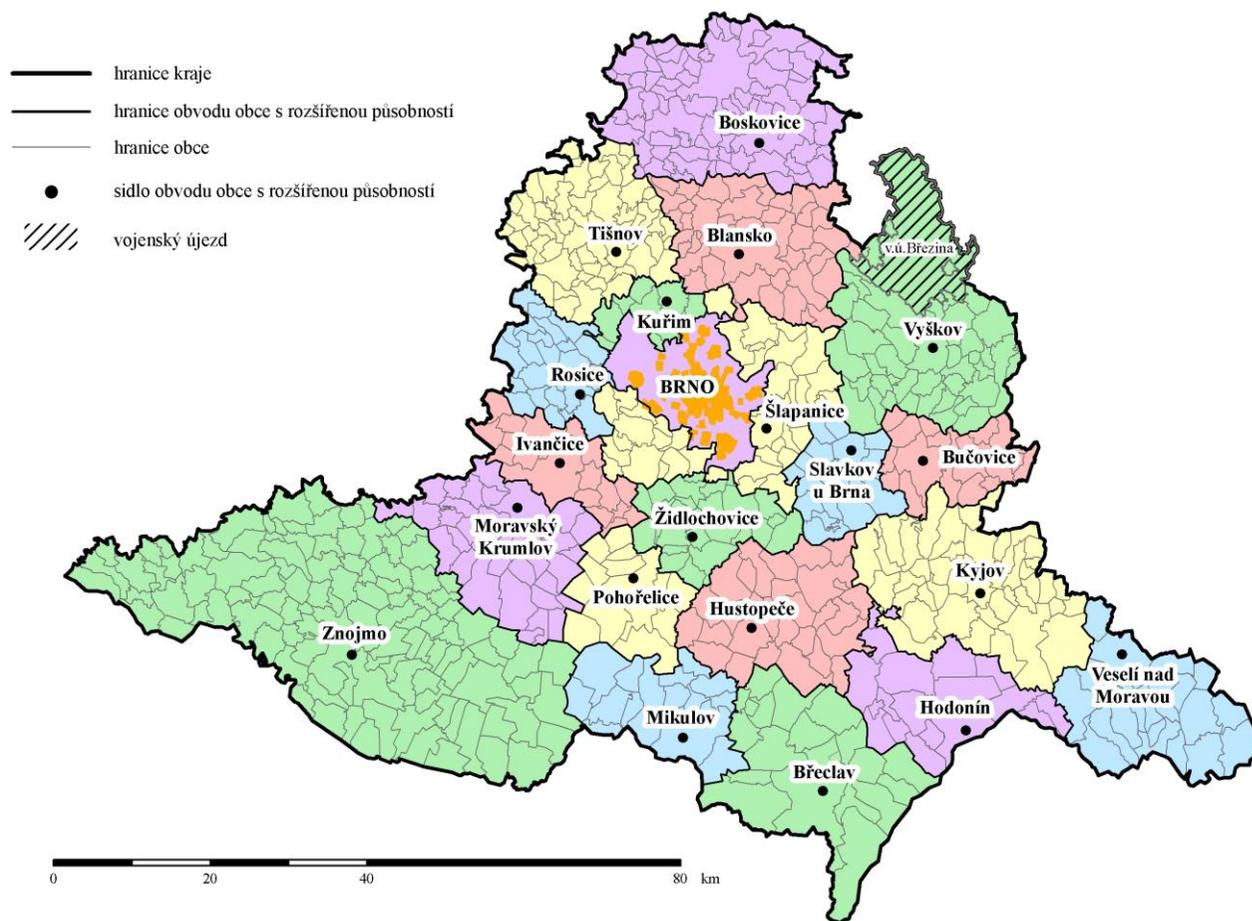 hranice kraje
hranice obvodu obce s rozšířenou působností
hranice obce
sidlo obvodu obce s rozšířenou působností
vojenský újezd
Boskovice
Tišnov
Blansko
v.ú.Březina
Kuřim
Vyškov
Rosice
BRNO
Šlapanice
Ivančice
Slavkov
u Brna
Bučovice
Moravský
Krumlov
Židlochovice
Pohořelice
Hustopeče
Kyjov
Znojmo
Veselí nad
Moravou
Mikulov
Hodonín
Břeclav
0 20 40 80 km